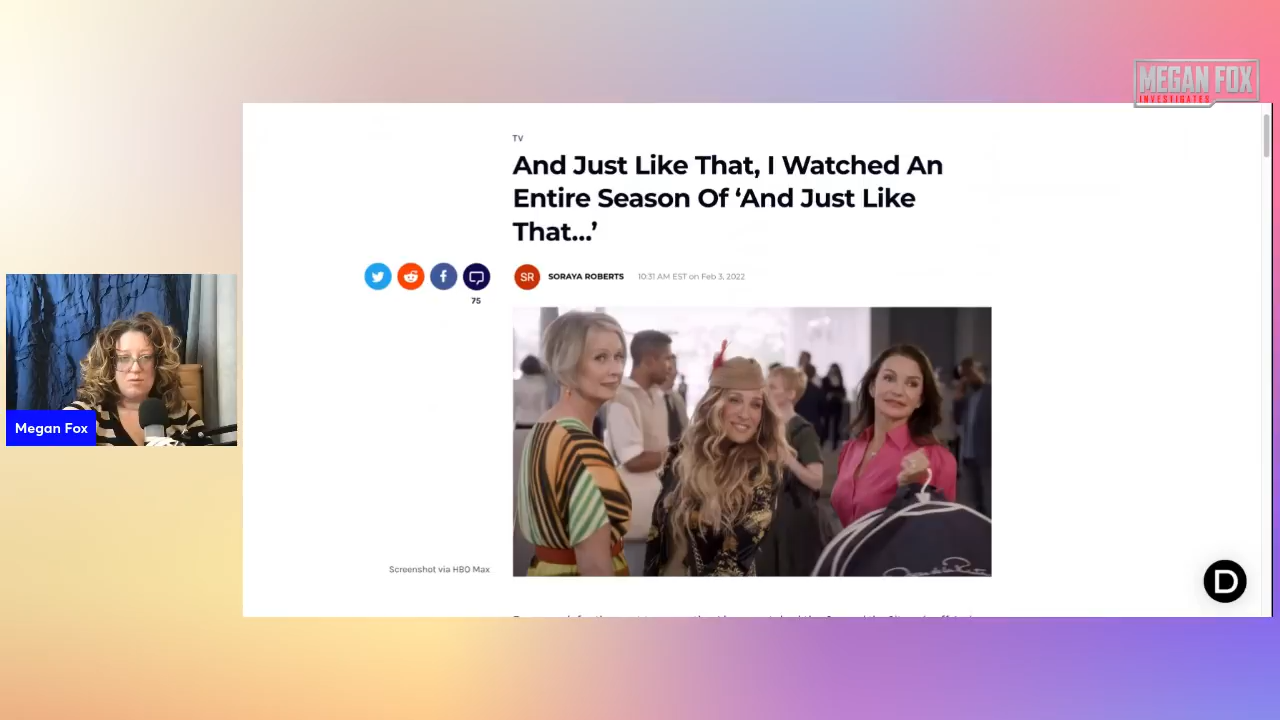 MEGAN FOX
INVESTIGATES
TV
And Just Like That, I Watched An
Entire Season Of ‘And Just Like
That...’
SR SORAYA ROBERTS 10:31 AM EST on Feb 3, 2022
75
Megan Fox
Screenshot via HBO Max
D